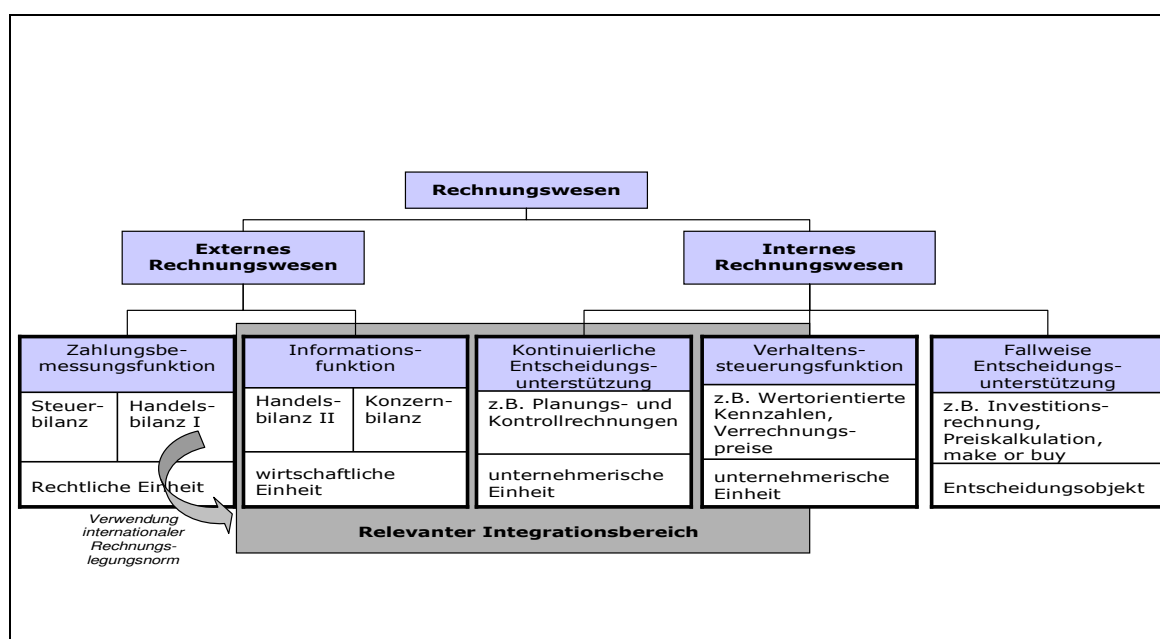 Rechnungswesen
Externes
Rechnungswesen
Internes
Rechnungswesen
Zahlungsbe-
messungsfunktion
Steuer-
bilanz
Handels-
bilanz I
Rechtliche Einheit
Informations-
funktion
Handels-
bilanz II
Konzern-
bilanz
wirtschaftliche
Einheit
Kontinuierliche
Entscheidungs-
unterstützung
z.B. Planungs- und
Kontrollrechnungen
unternehmerische
Einheit
Verhaltens-
steuerungsfunktion
z.B. Wertorientierte
Kennzahlen,
Verrechnungs-
preise
unternehmerische
Einheit
Fallweise
Entscheidungs-
unterstützung
z.B. Investitions-
rechnung,
Preiskalkulation,
make or buy
Entscheidungsobjekt
Verwendung
internationaler
Rechnungs-
legungsnorm
Relevanter Integrationsbereich